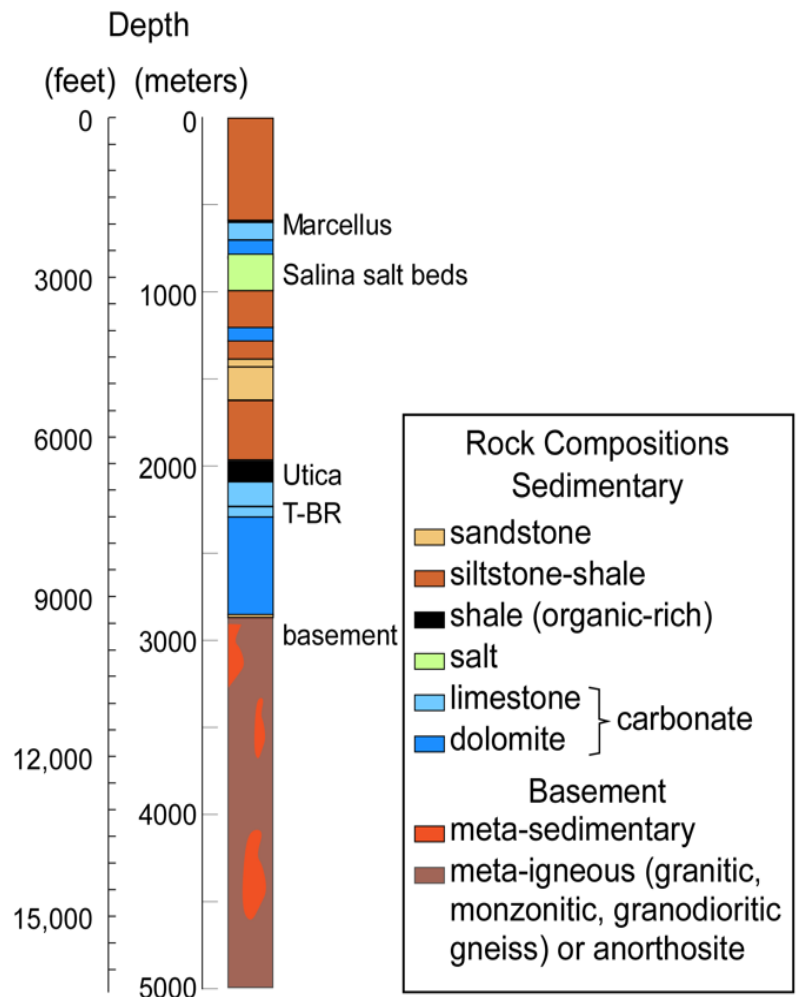 Depth
(feet) (meters)
0
3000
6000
9000
12,000
15,000
0
1000
2000
3000
4000
5000
Marcellus
Salina salt beds
Utica
T-BR
basement
Rock Compositions
Sedimentary
sandstone
siltstone-shale
shale (organic-rich)
salt
limestone
dolomite
carbonate
Basement
meta-sedimentary
meta-igneous (granitic,
monzonitic, granodioritic
gneiss) or anorthosite